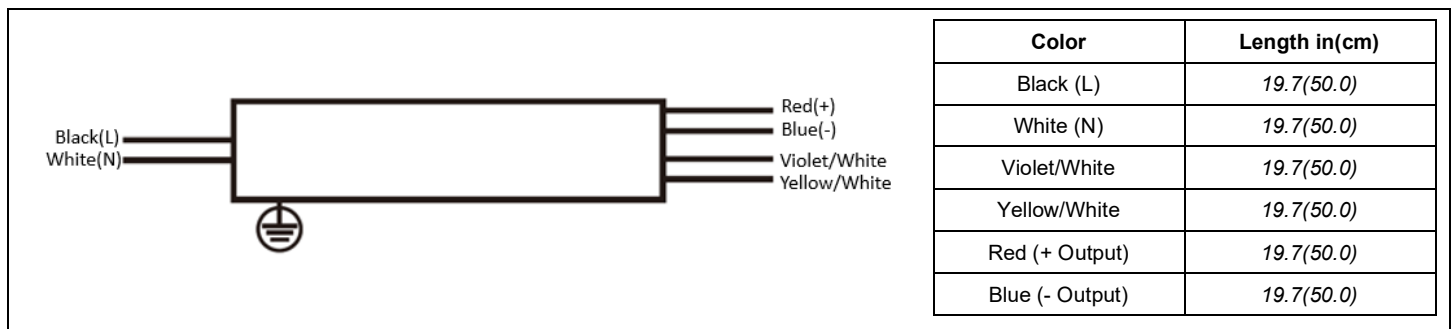 Black(L)
White(N)
Red(+)
Blue(-)
Violet/White
Yellow/White
Color Length in(cm)
Black (L) 19.7(50.0)
White (N) 19.7(50.0)
Violet/White 19.7(50.0)
Yellow/White 19.7(50.0)
Red (+ Output) 19.7(50.0)
Blue (- Output) 19.7(50.0)